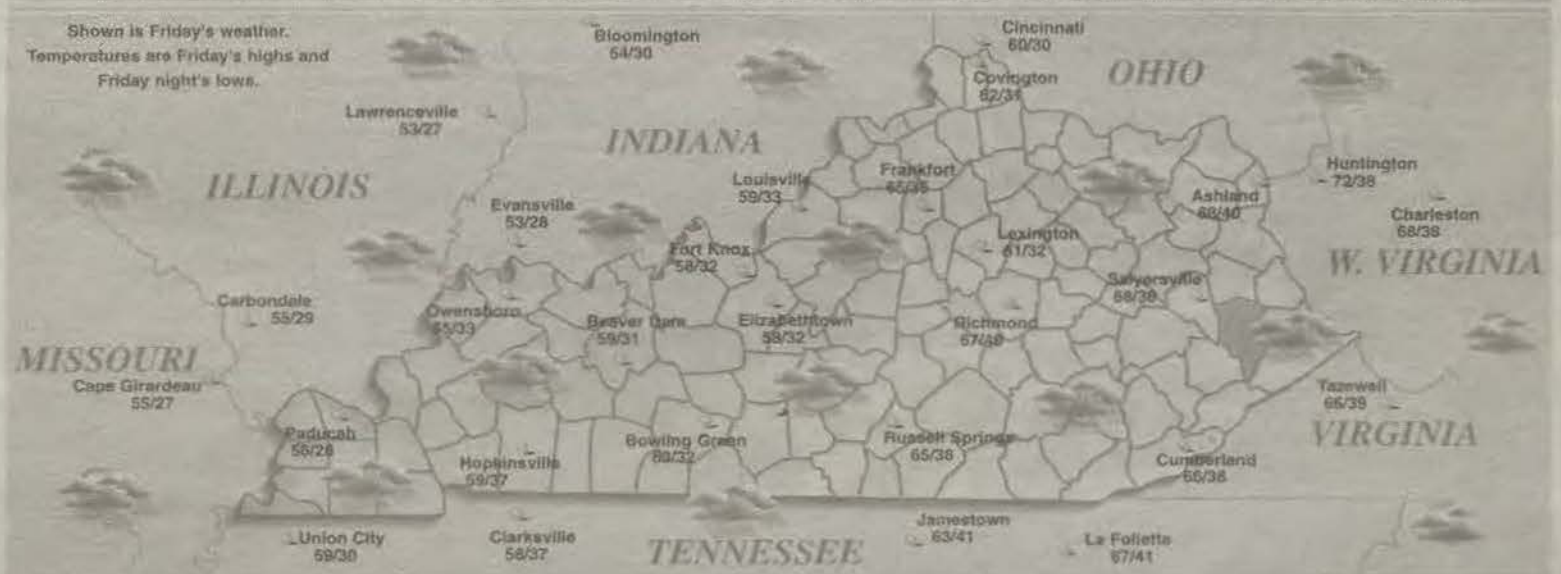 Shown is Friday's weather.
Temperatures are Friday's highs and
Friday night's lows.
Bloomington
54/30
Cincinnati
60/30
Covington
62/31
OHIO
Lawrenceville
53/27
INDIANA
ILLINOIS
Louisville
59/33
Frankfort
Huntington
72/38
Evansville
53/28
Ashland
68/40
Charleston
68/38
Fort Knox
58/32
Lexington
61/32
W. VIRGINIA
Salyersville
68/38
Carbondale
55/29
Owensboro
55/33
Beaver Dam
59/31
Elizabethtown
58/32
Richmond
MISSOURI
Cape Girardeau
55/27
Tazewell
66/39
VIRGINIA
Paducah
Bowling Green
Russell Springs
65/38
Hopkinsville
59/37
Cumberland
Union City
59/30
Clarksville
58/37
TENNESSEE
Jamestown
63/41
La Follette
67/41